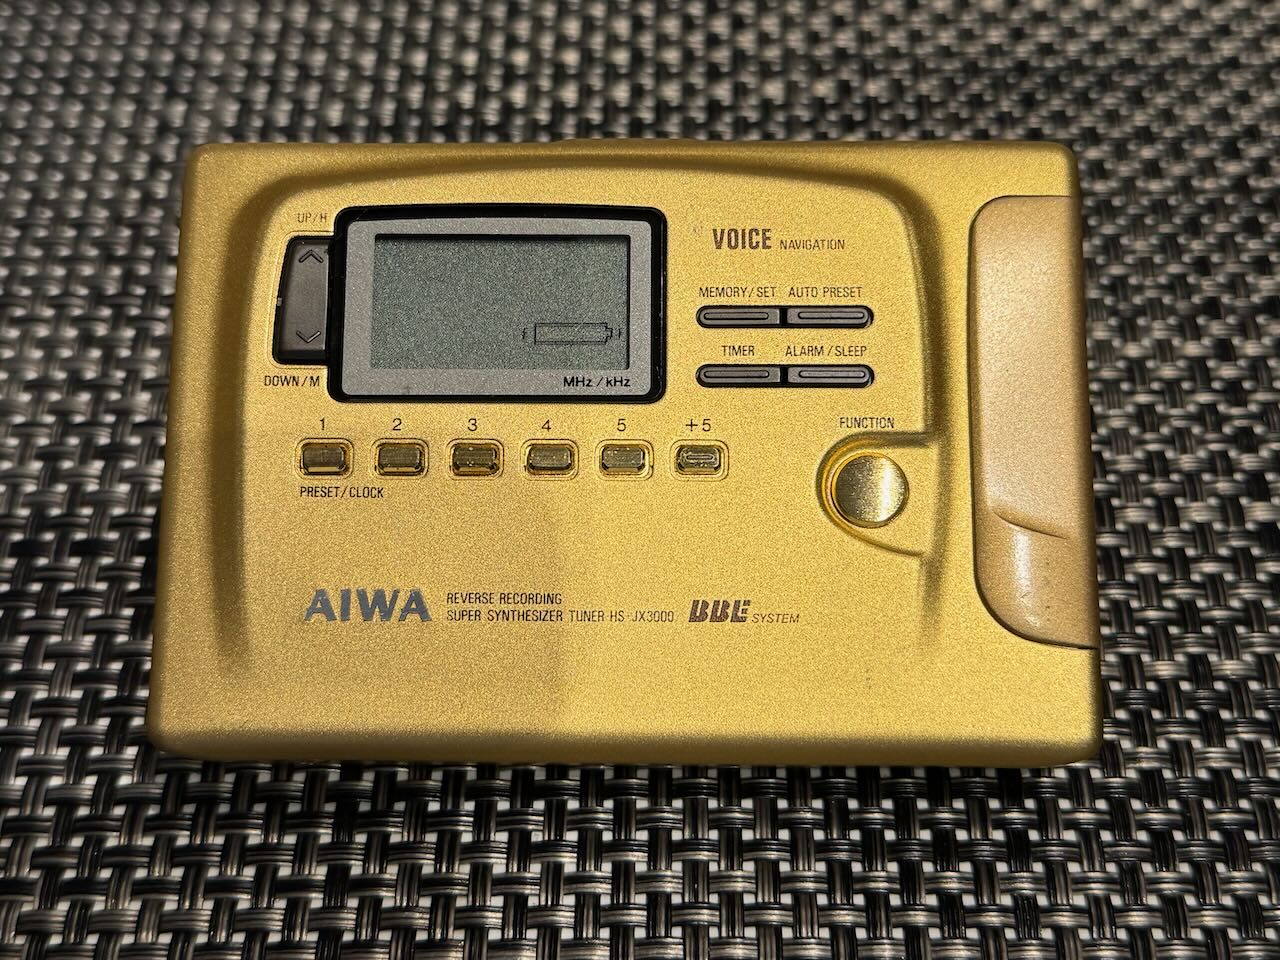 UP/H
DOWN/M
MHz/kHz
VOICE NAVIGATION
MEMORY/SET AUTO PRESET
TIMER ALARM/SLEEP
1 2 3 4 5 +5
PRESET/CLOCK
FUNCTION
AIWA
REVERSE RECORDING
SUPER SYNTHESIZER TUNER HS-JX3000
BBE SYSTEM